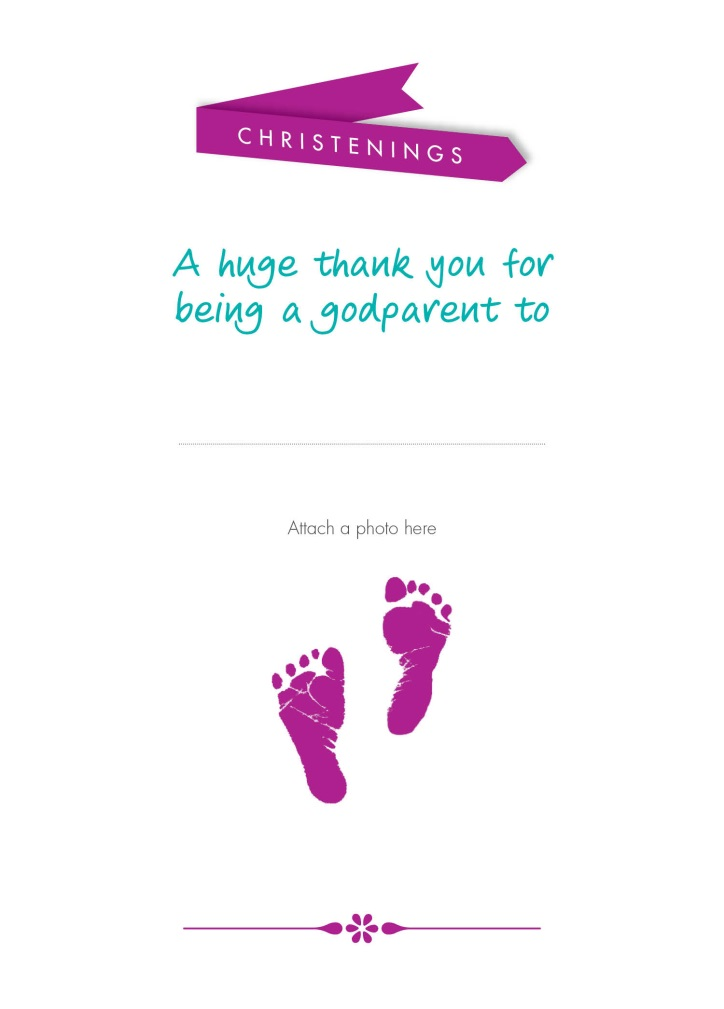 CHRISTENINGS
A huge thank you for
being a godparent to
Attach a photo here